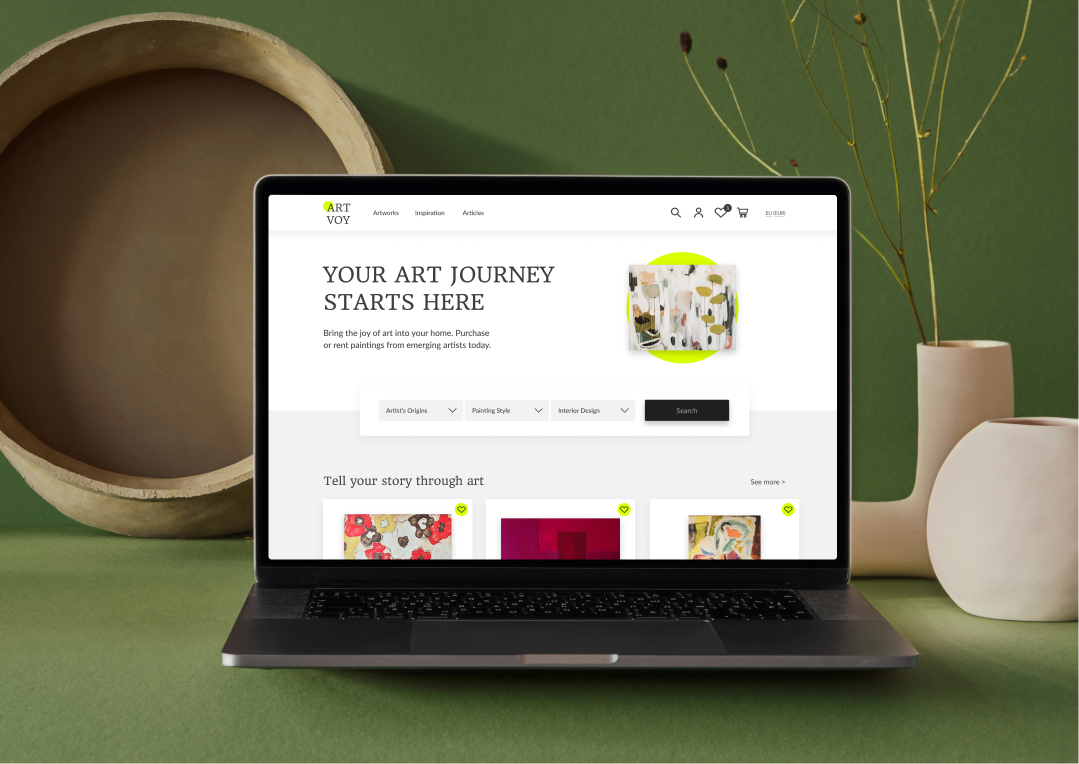 ART
VOY
Artworks Inspiration Articles
EU (EUR)
YOUR ART JOURNEY
STARTS HERE
Bring the joy of art into your home. Purchase
or rent paintings from emerging artists today.
Artist's Origins Painting Style Interior Design Search
Tell your story through art
See more >